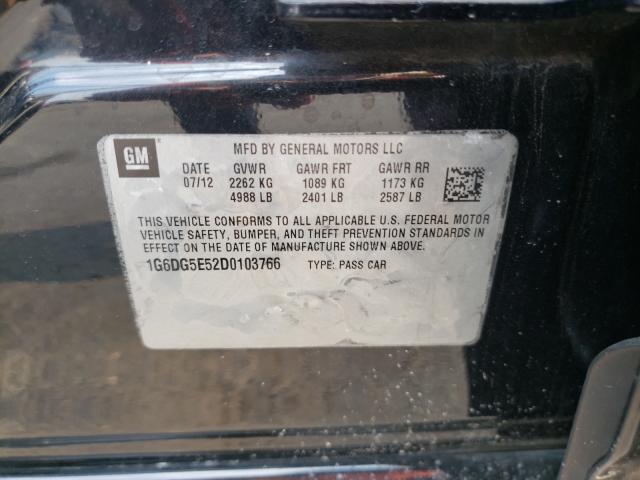 GM
MFD BY GENERAL MOTORS LLC
DATE GVWR GAWR FRT GAWR RR
07/12 2262 KG 1089 KG 1173 KG
4988 LB 2401 LB 2587 LB
THIS VEHICLE CONFORMS TO ALL APPLICABLE U.S. FEDERAL MOTOR
VEHICLE SAFETY, BUMPER, AND THEFT PREVENTION STANDARDS IN
EFFECT ON THE DATE OF MANUFACTURE SHOWN ABOVE.
1G6DG5E52D0103766 TYPE: PASS CAR